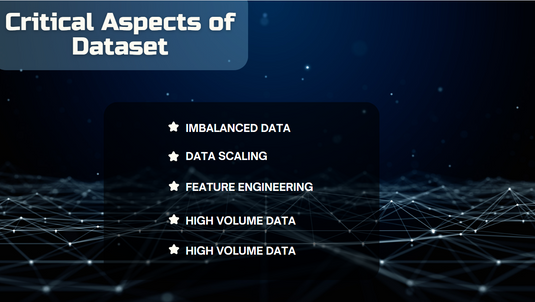 Critical Aspects of
Dataset
IMBALANCED DATA
DATA SCALING
FEATURE ENGINEERING
HIGH VOLUME DATA
HIGH VOLUME DATA